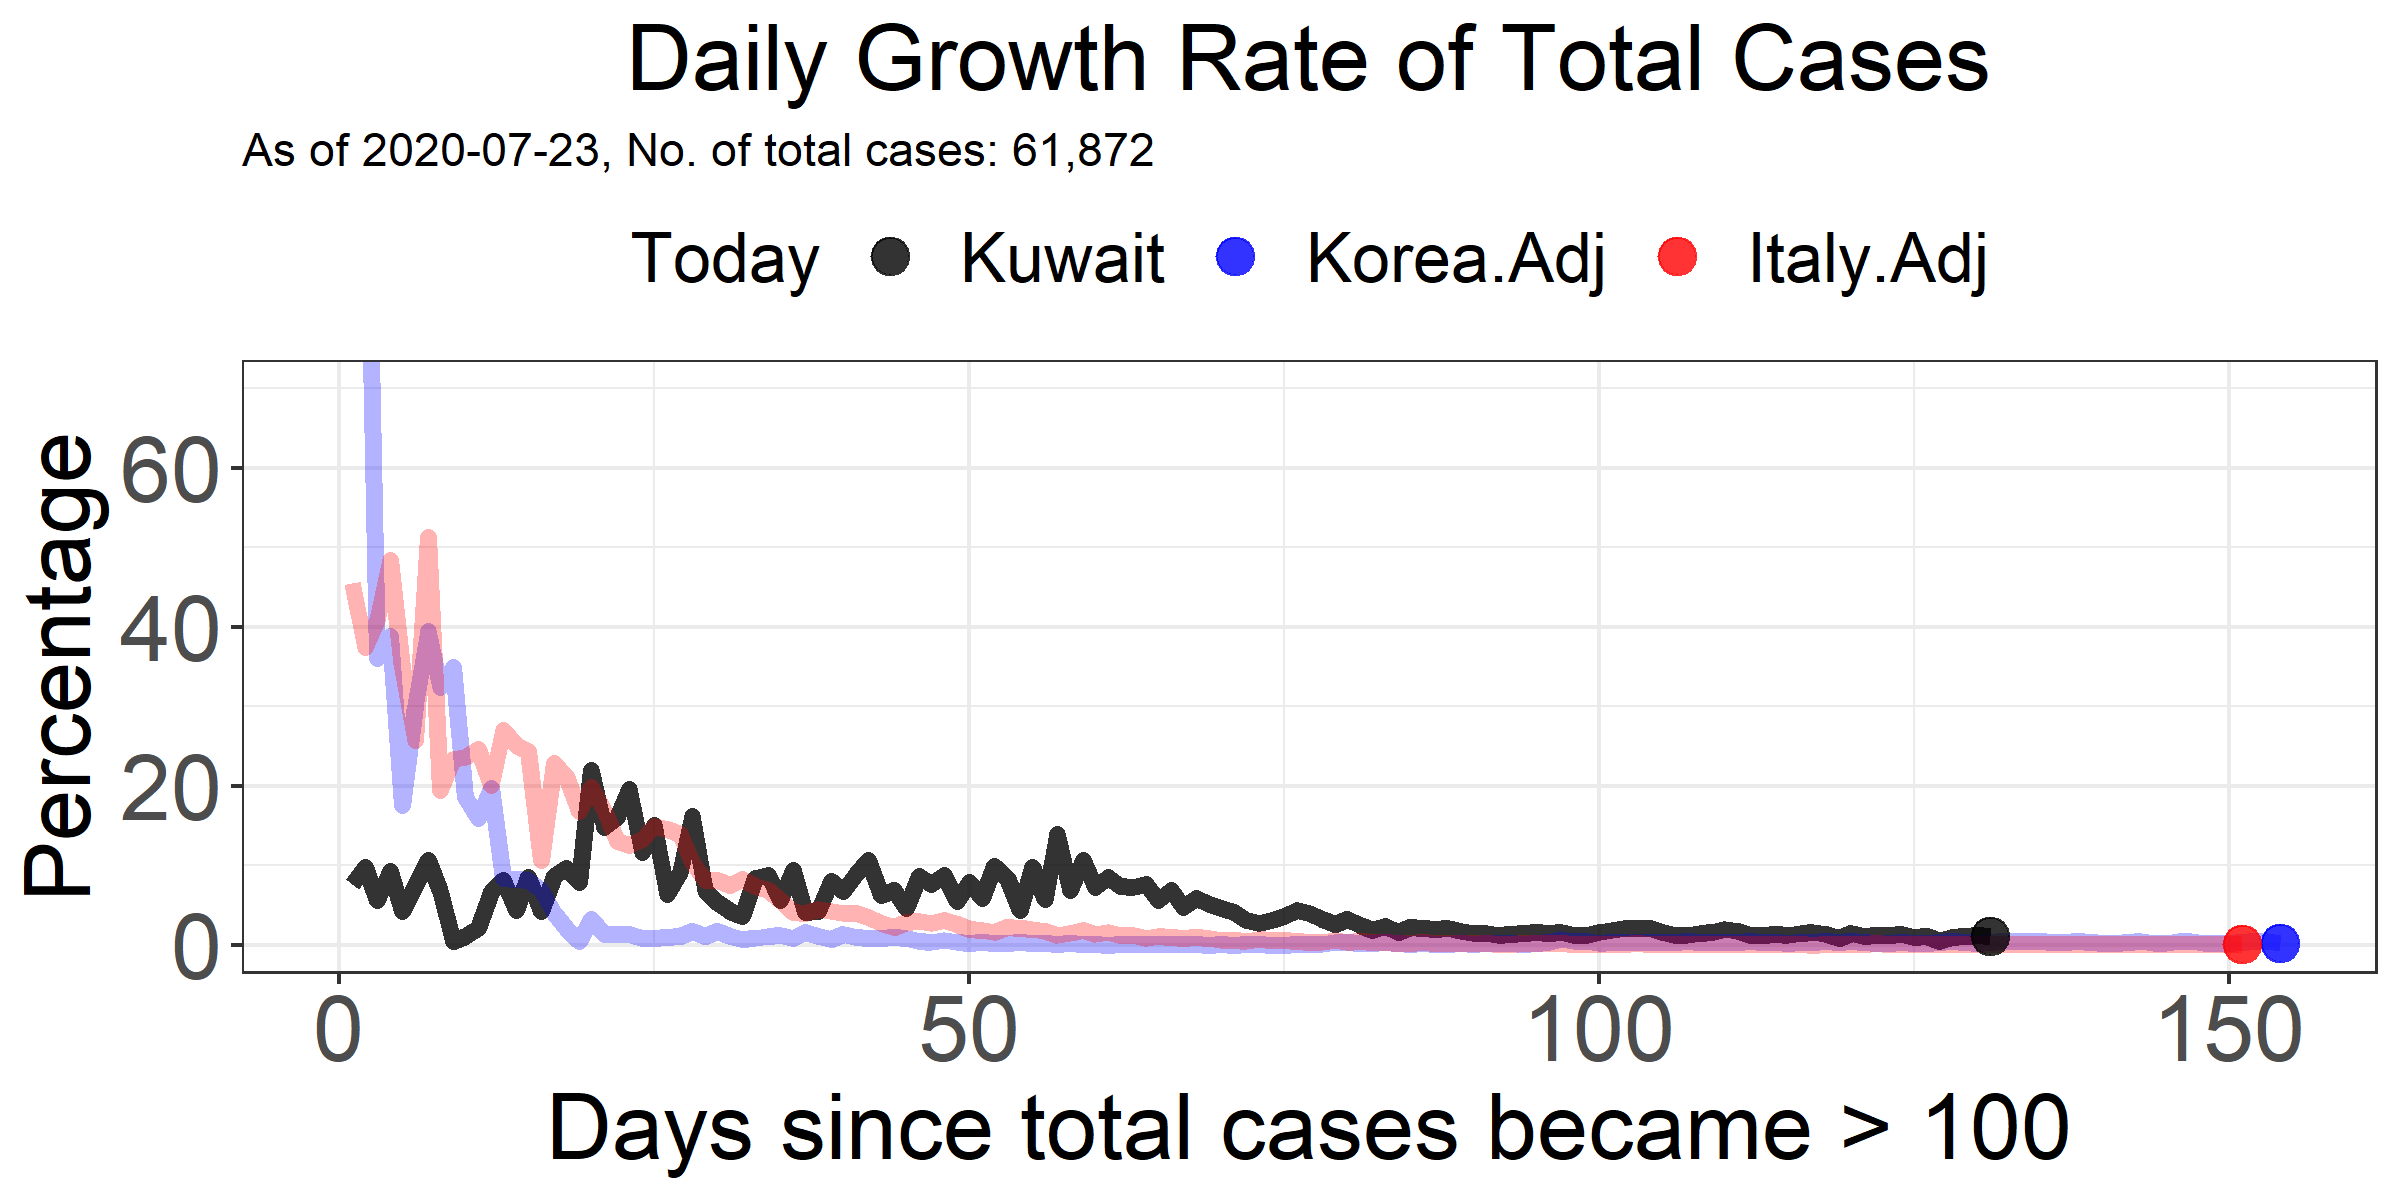 Daily Growth Rate of Total Cases
As of 2020-07-23, No. of total cases: 61,872
Today Kuwait Korea.Adj Italy.Adj
Percentage
60
40
20
0
0 50 100 150
Days since total cases became > 100